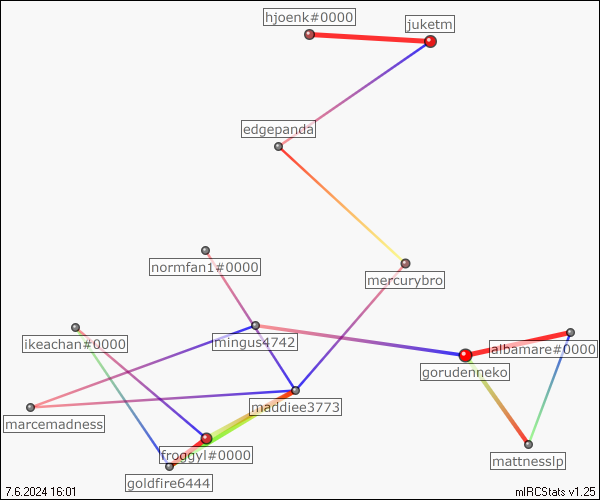 hjoenk#0000
juketm
edgepanda
normfan1#0000
mercurybro
ikeachan#0000
mingus4742
albamare#0000
gorudenneko
maddiee3773
marcemadness
froggyl#0000
mattnesslp
goldfire6444
7.6.2024 16:01
mIRCStats v1.25